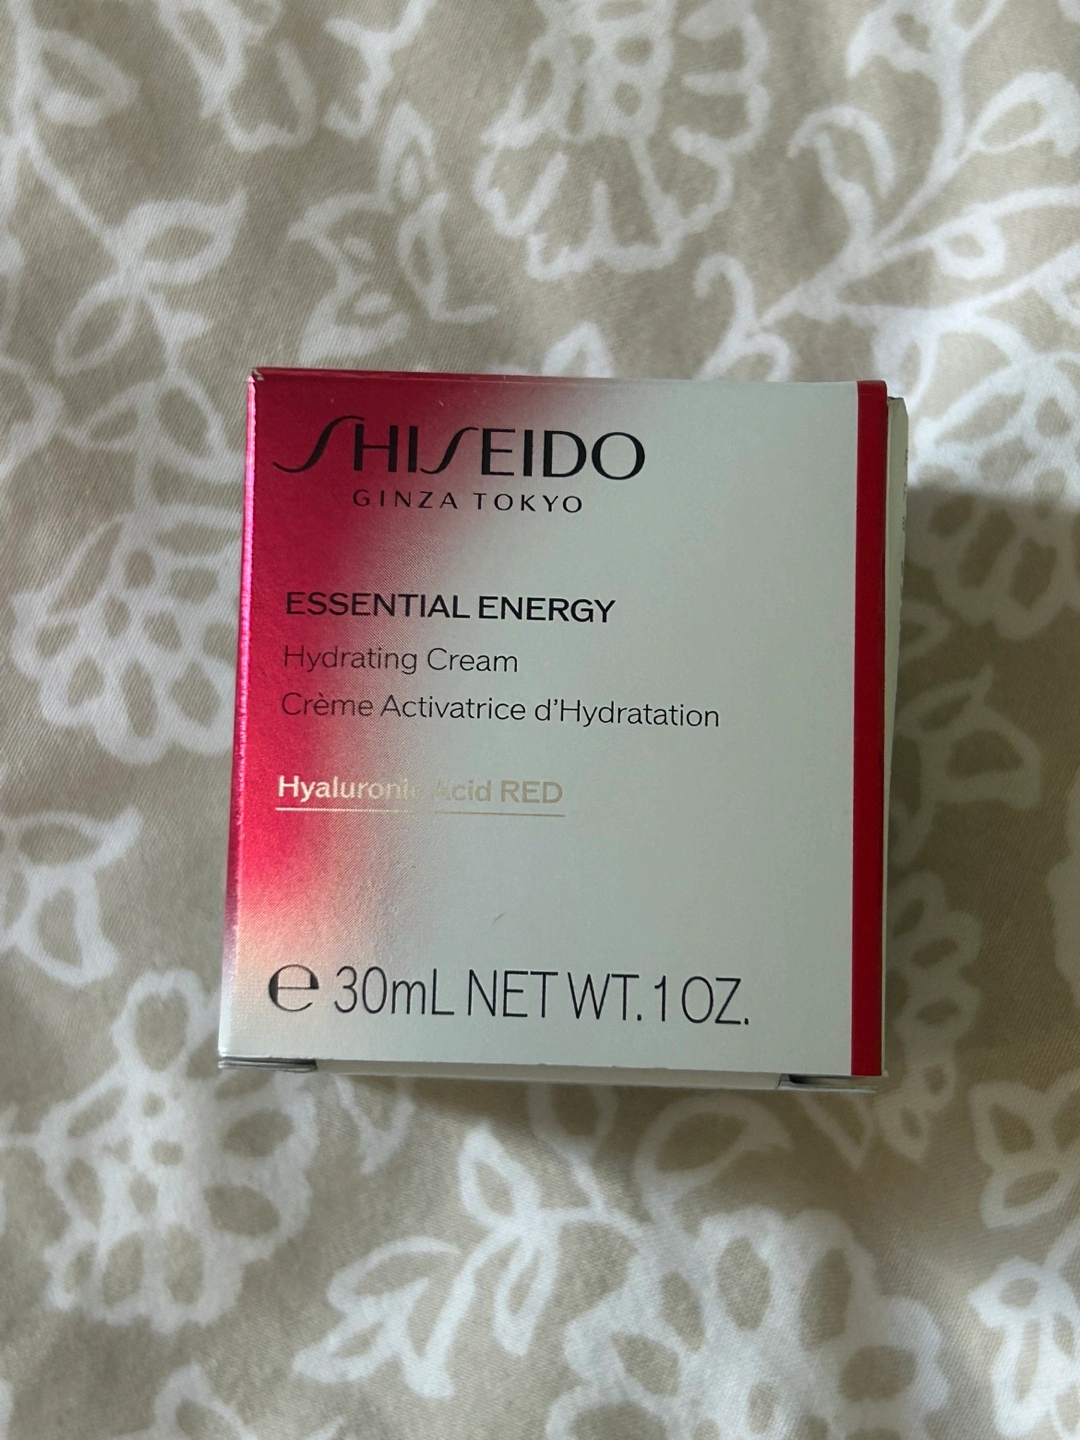 SHISEIDO
GINZA TOKYO
ESSENTIAL ENERGY
Hydrating Cream
Crème Activatrice d'Hydratation
Hyaluronic Acid RED
℮ 30mL NET WT. 1 OZ.